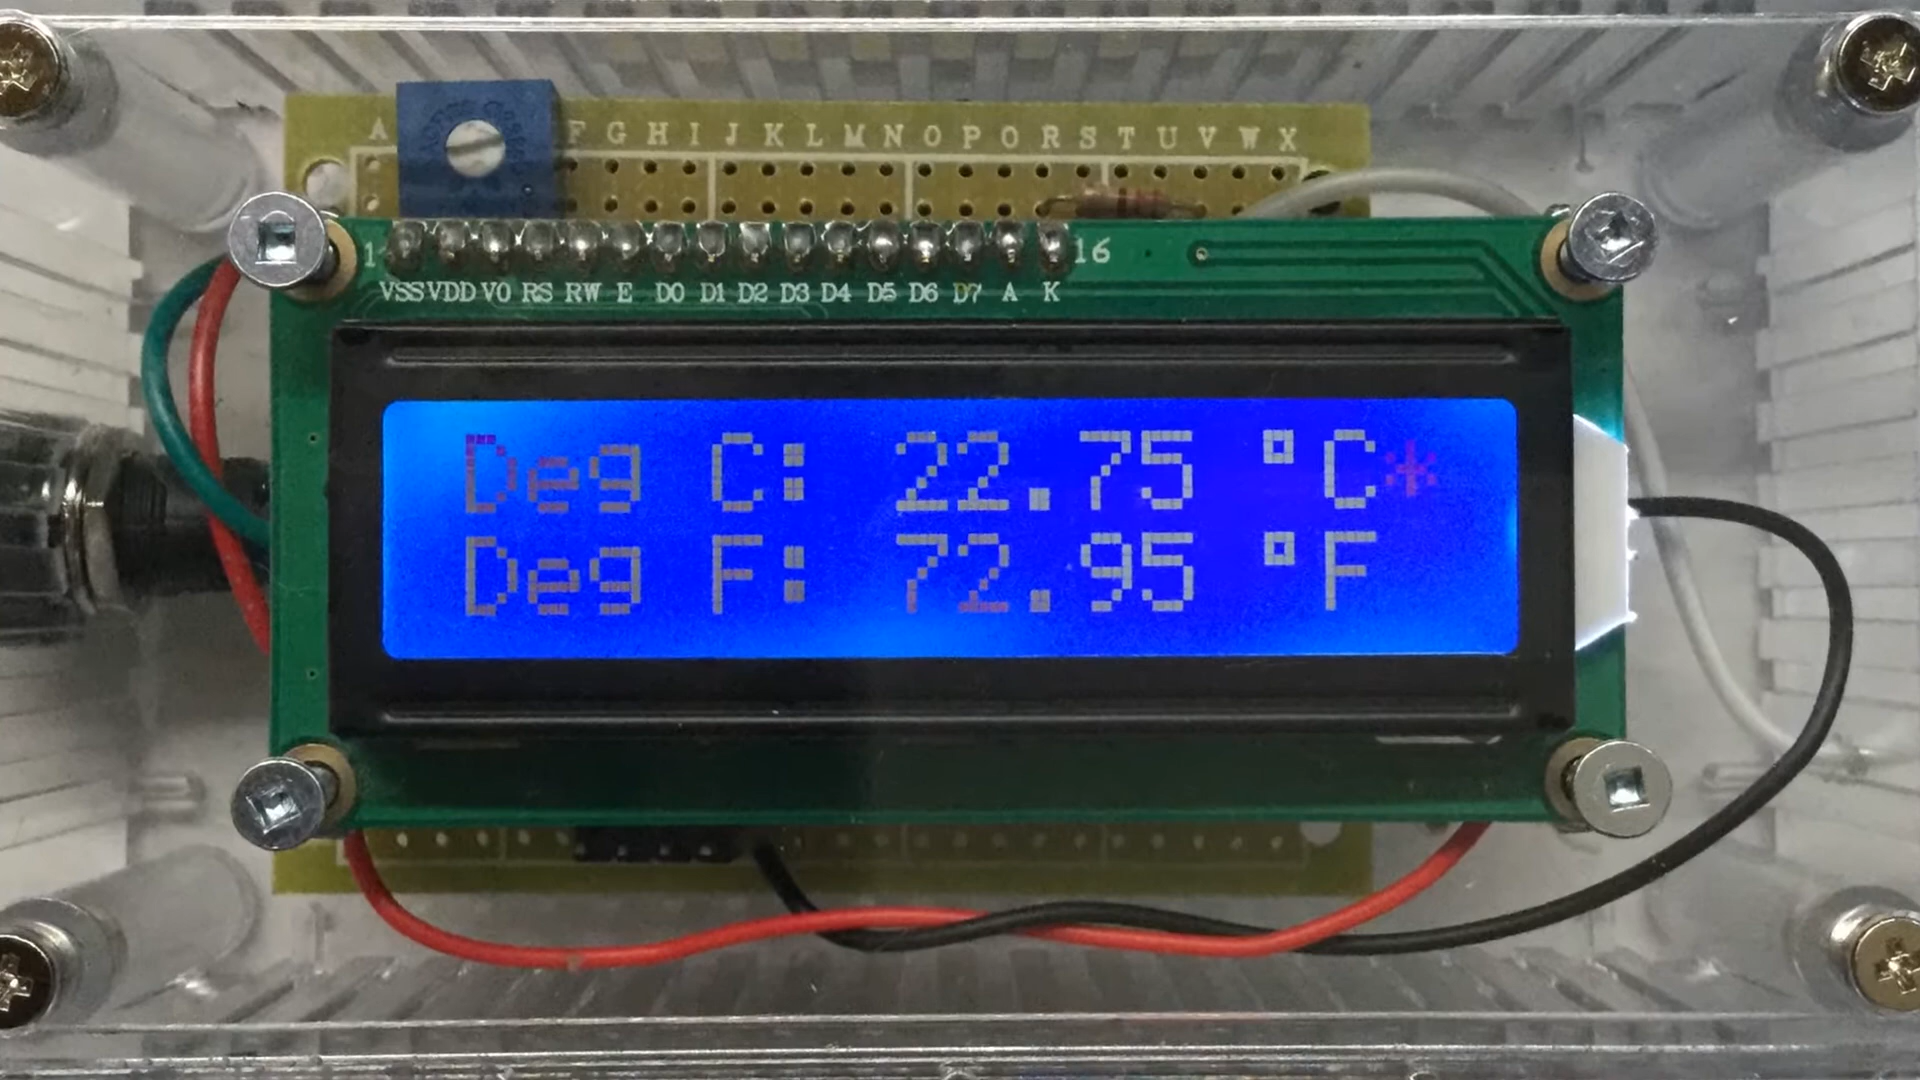 A F G H I J K L M N O P O R S T U V W X
1 16
VSS VDD V0 RS RW E D0 D1 D2 D3 D4 D5 D6 D7 A K
Deg C: 22.75 °C*
Deg F: 72.95 °F